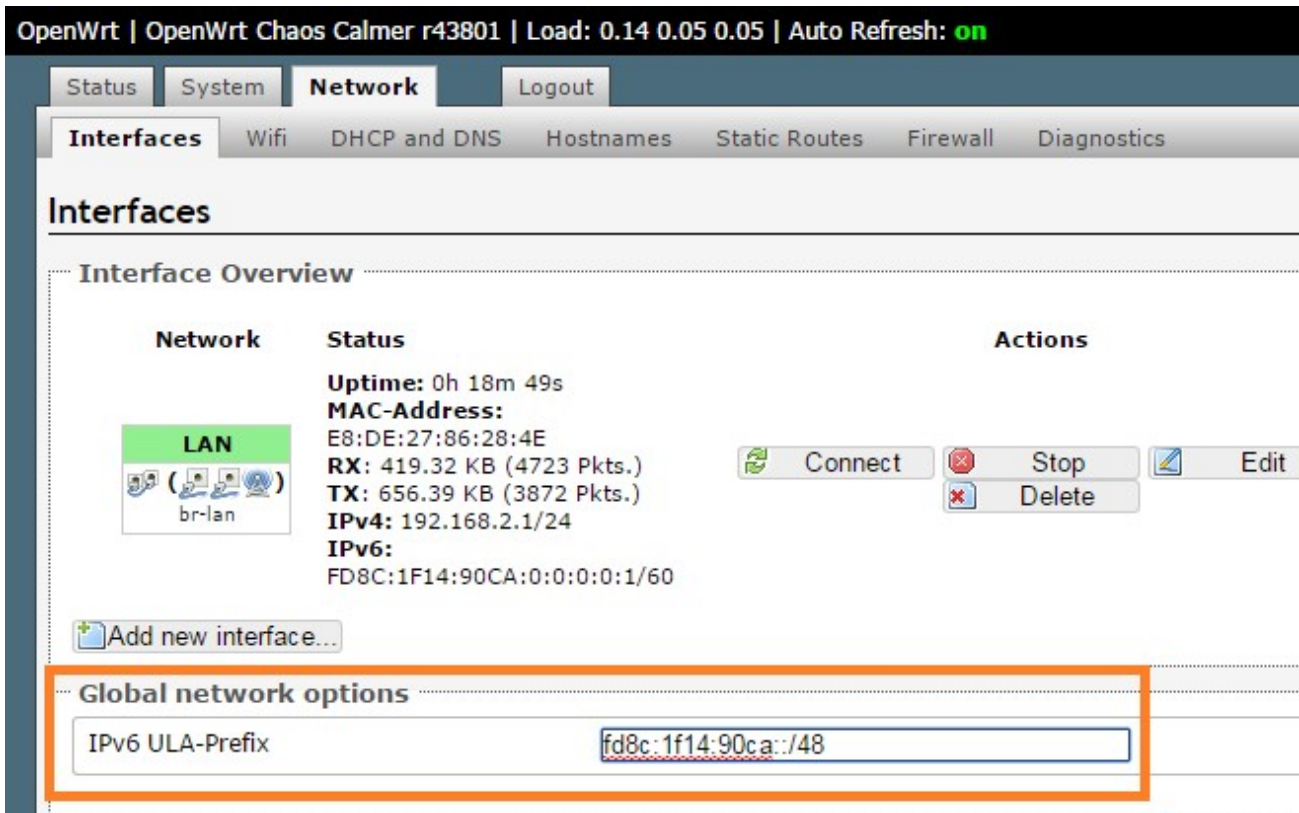 OpenWrt | OpenWrt Chaos Calmer r43801 | Load: 0.14 0.05 0.05 | Auto Refresh: on
Status System Network Logout
Interfaces Wifi DHCP and DNS Hostnames Static Routes Firewall Diagnostics
Interfaces
Interface Overview
Network Status Actions
Uptime: 0h 18m 49s
MAC-Address:
E8:DE:27:86:28:4E
RX: 419.32 KB (4723 Pkts.)
TX: 656.39 KB (3872 Pkts.)
IPv4: 192.168.2.1/24
IPv6:
FD8C:1F14:90CA:0:0:0:0:1/60
LAN
( )
br-lan
Connect Stop Edit
Delete
Add new interface...
Global network options
IPv6 ULA-Prefix fd8c:1f14:90ca::/48